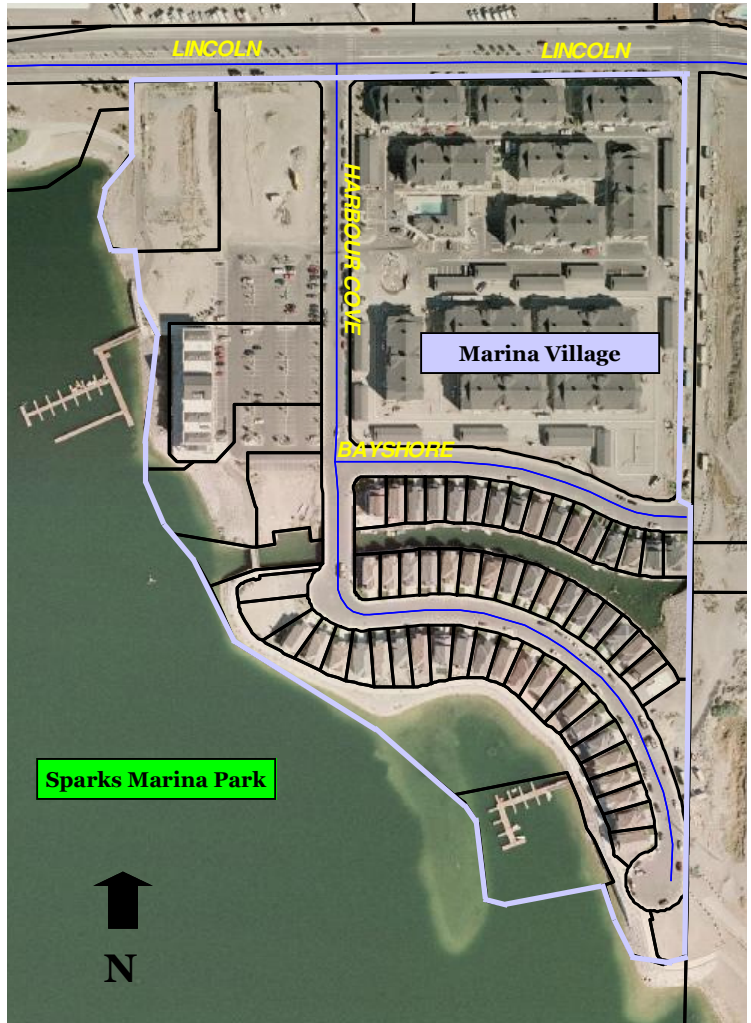 LINCOLN
LINCOLN
HARBOUR COVE
Marina Village
BAYSHORE
Sparks Marina Park
N